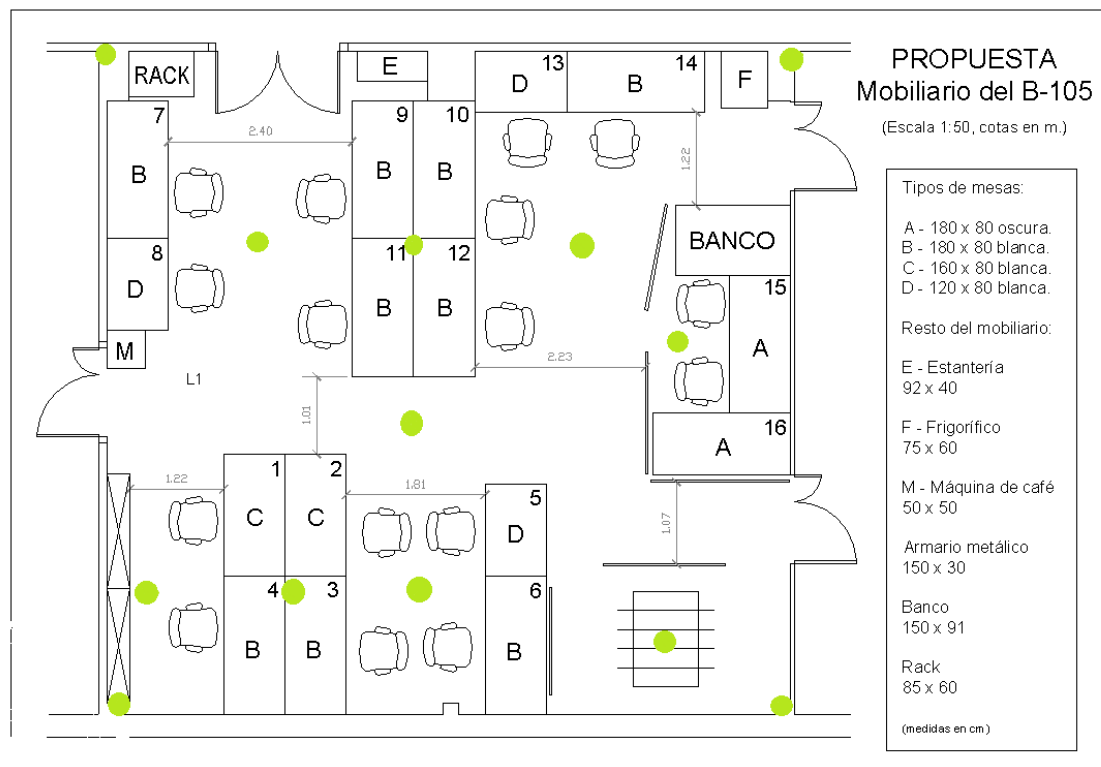 PROPUESTA
Mobiliario del B-105
(Escala 1:50, cotas en m.)
RACK
E
13
14
D
B
F
7
9
10
2.40
1.22
B
B
B
8
11
12
BANCO
D
B
B
15
M
A
L1
2.23
1.01
16
A
1
2
1.22
1.81
5
C
C
D
1.07
4
3
6
B
B
B
Tipos de mesas:
A - 180 x 80 oscura.
B - 180 x 80 blanca.
C - 160 x 80 blanca.
D - 120 x 80 blanca.
Resto del mobiliario:
E - Estantería
92 x 40
F - Frigorífico
75 x 60
M - Máquina de café
50 x 50
Armario metálico
150 x 30
Banco
150 x 91
Rack
85 x 60
(medidas en cm)